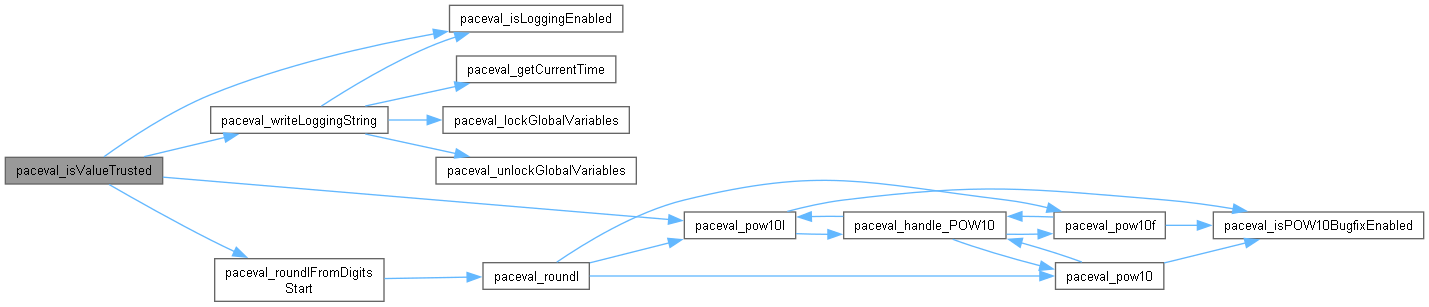 paceval_isLoggingEnabled
paceval_getCurrentTime
paceval_writeLoggingString
paceval_lockGlobalVariables
paceval_isValueTrusted
paceval_unlockGlobalVariables
paceval_pow10l
paceval_handle_POW10
paceval_pow10f
paceval_isPOW10BugfixEnabled
paceval_roundlFromDigits
Start
paceval_roundl
paceval_pow10